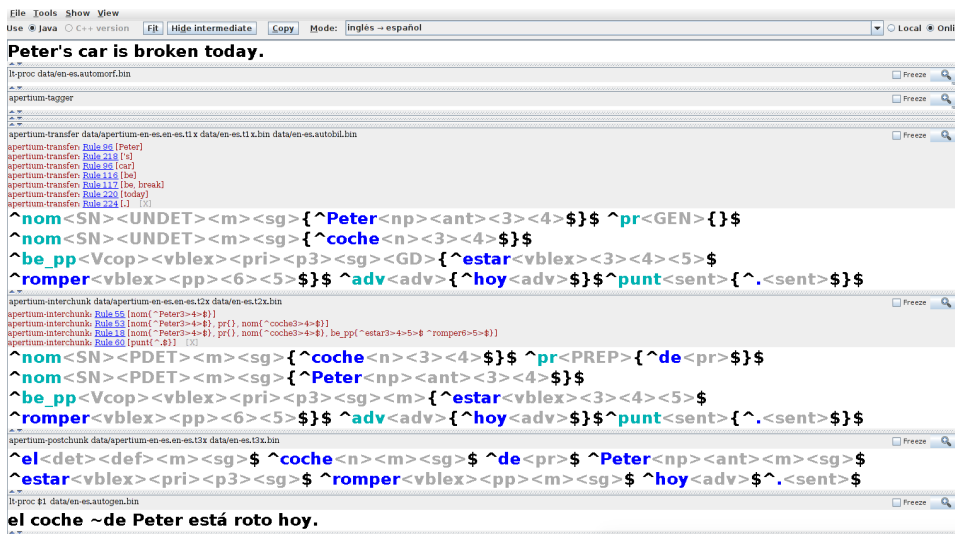 File Tools Show View
Use Java C++ version Fit Hide intermediate Copy Mode: inglés → español Local Onli
Peter's car is broken today.
lt-proc data/en-es.automorf.bin Freeze
apertium-tagger Freeze
apertium-transfer data/apertium-en-es.en-es.t1x data/en-es.t1x.bin data/en-es.autobil.bin Freeze
apertium-transfer: Rule 96 [Peter]
apertium-transfer: Rule 218 ['s]
apertium-transfer: Rule 96 [car]
apertium-transfer: Rule 116 [be]
apertium-transfer: Rule 117 [be, break]
apertium-transfer: Rule 220 [today]
apertium-transfer: Rule 224 [.] [X]
^nom<SN><UNDET><m><sg>{^Peter<np><ant><3><4>$}$ ^pr<GEN>{}$
^nom<SN><UNDET><m><sg>{^coche<n><3><4>$}$
^be_pp<Vcop><vblex><pri><p3><sg><GD>{^estar<vblex><3><4><5>$
^romper<vblex><pp><6><5>$}$ ^adv<adv>{^hoy<adv>$}$^punt<sent>{^.<sent>$}$
apertium-interchunk data/apertium-en-es.en-es.t2x data/en-es.t2x.bin Freeze
apertium-interchunk: Rule 55 [nom{^Peter3>4>$}]
apertium-interchunk: Rule 53 [nom{^Peter3>4>$}, pr{}, nom{^coche3>4>$}]
apertium-interchunk: Rule 18 [nom{^Peter3>4>$}, pr{}, nom{^coche3>4>$}, be_pp{^estar3>4>5>$ ^romper6>5>$}]
apertium-interchunk: Rule 60 [punt{^.$}] [X]
^nom<SN><PDET><m><sg>{^coche<n><3><4>$}$ ^pr<PREP>{^de<pr>$}$
^nom<SN><PDET><m><sg>{^Peter<np><ant><3><4>$}$
^be_pp<Vcop><vblex><pri><p3><sg><m>{^estar<vblex><3><4><5>$
^romper<vblex><pp><6><5>$}$ ^adv<adv>{^hoy<adv>$}$^punt<sent>{^.<sent>$}$
apertium-postchunk data/apertium-en-es.en-es.t3x data/en-es.t3x.bin Freeze
^el<det><def><m><sg>$ ^coche<n><m><sg>$ ^de<pr>$ ^Peter<np><ant><m><sg>$
^estar<vblex><pri><p3><sg>$ ^romper<vblex><pp><m><sg>$ ^hoy<adv>$^.<sent>$
lt-proc $1 data/en-es.autogen.bin Freeze
el coche ~de Peter está roto hoy.